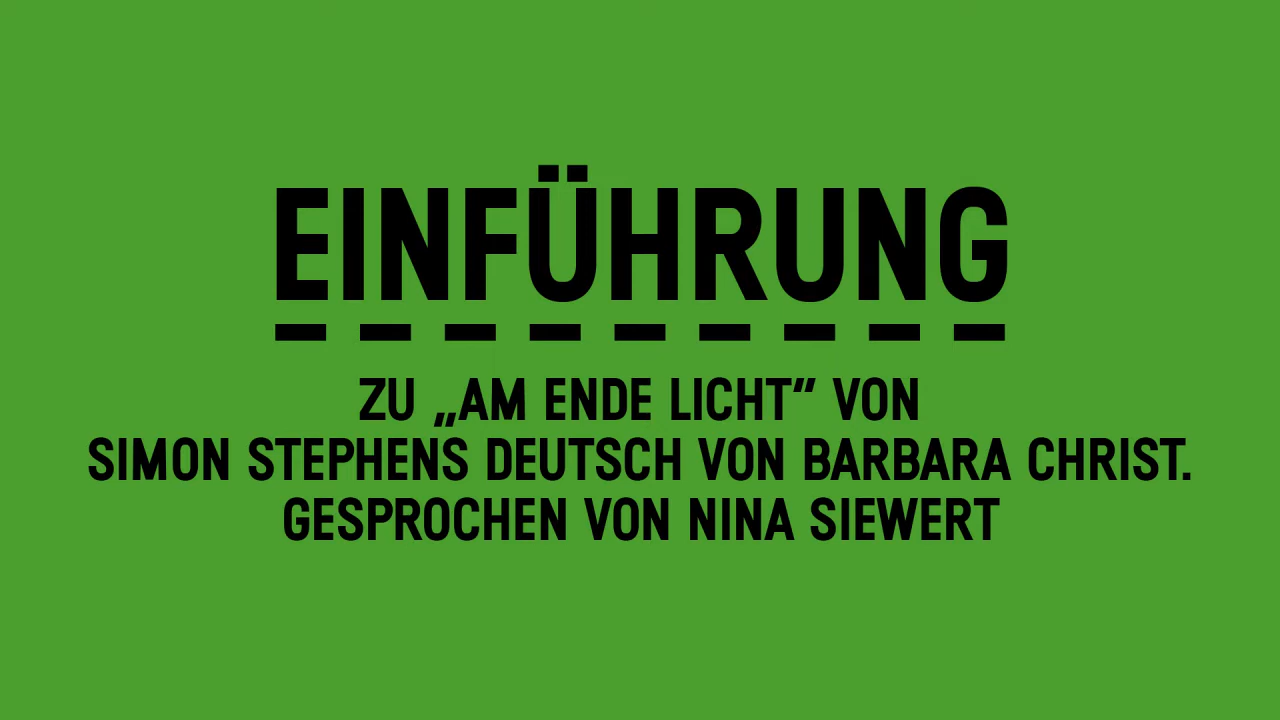 EINFÜHRUNG
ZU „AM ENDE LICHT” VON
SIMON STEPHENS DEUTSCH VON BARBARA CHRIST.
GESPROCHEN VON NINA SIEWERT